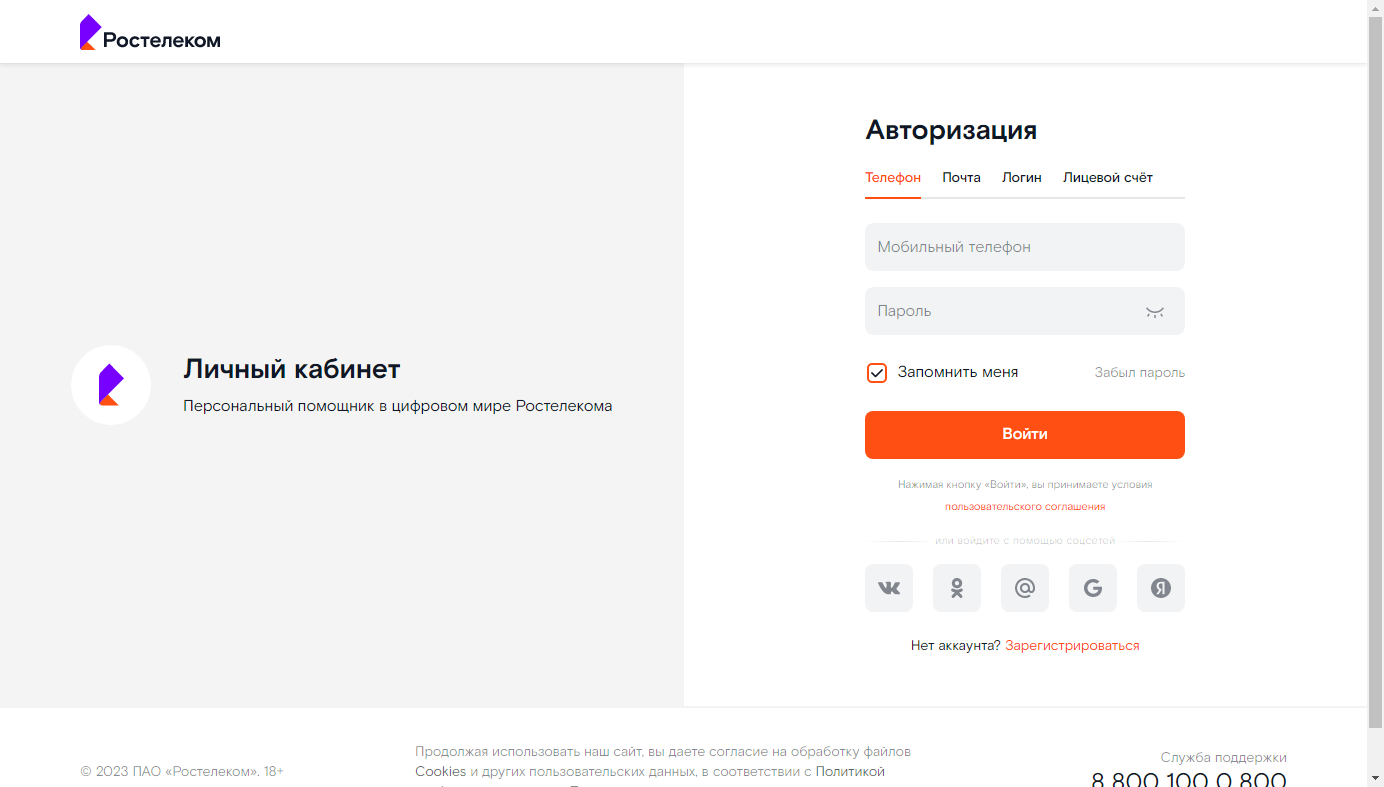 Ростелеком
Авторизация
Телефон Почта Логин Лицевой счёт
Мобильный телефон
Пароль
Запомнить меня Забыл пароль
Войти
Нажимая кнопку «Войти», вы принимаете условия
пользовательского соглашения
или войдите с помощью соцсетей
Нет аккаунта? Зарегистрироваться
Личный кабинет
Персональный помощник в цифровом мире Ростелекома
© 2023 ПАО «Ростелеком». 18+
Продолжая использовать наш сайт, вы даете согласие на обработку файлов
Cookies и других пользовательских данных, в соответствии с Политикой
Служба поддержки
8 800 100 0 800